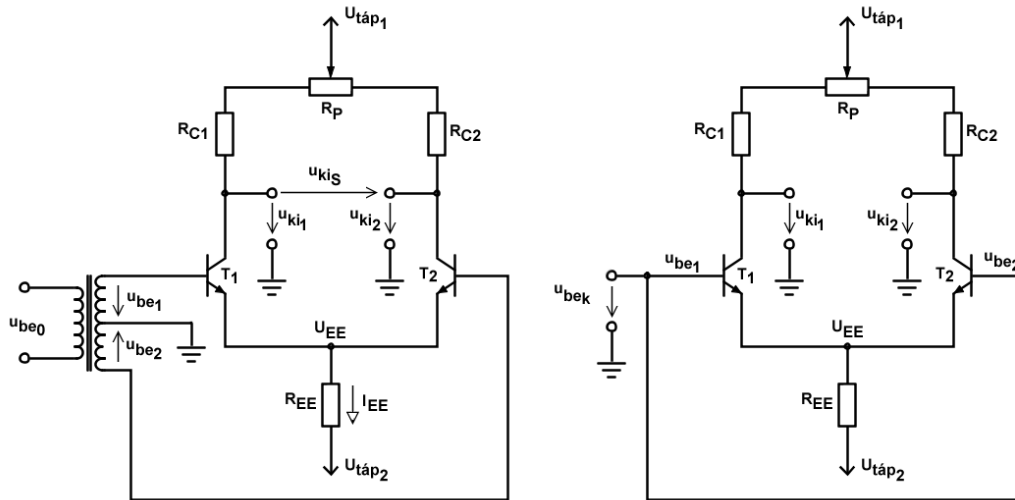 Utáp1
RP
RC1
RC2
ukiS
uki1
uki2
T1
T2
ube0
ube1
ube2
UEE
REE
IEE
Utáp2
Utáp1
RP
RC1
RC2
uki1
uki2
ube1
T1
T2
ube2
ubek
UEE
REE
Utáp2